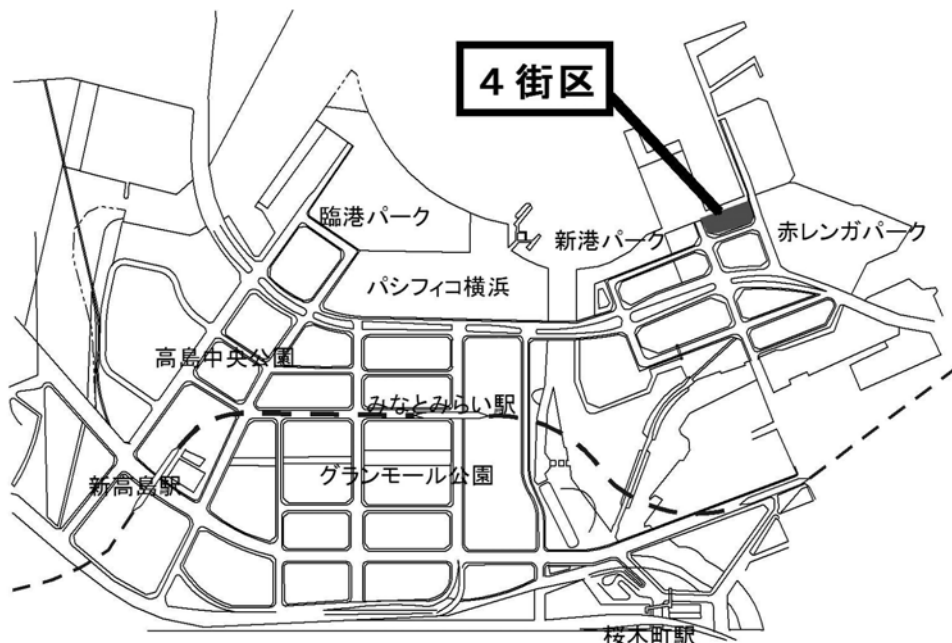 ４街区
臨港パーク
新港パーク
赤レンガパーク
パシフィコ横浜
高島中央公園
みなとみらい駅
グランモール公園
新高島駅
桜木町駅